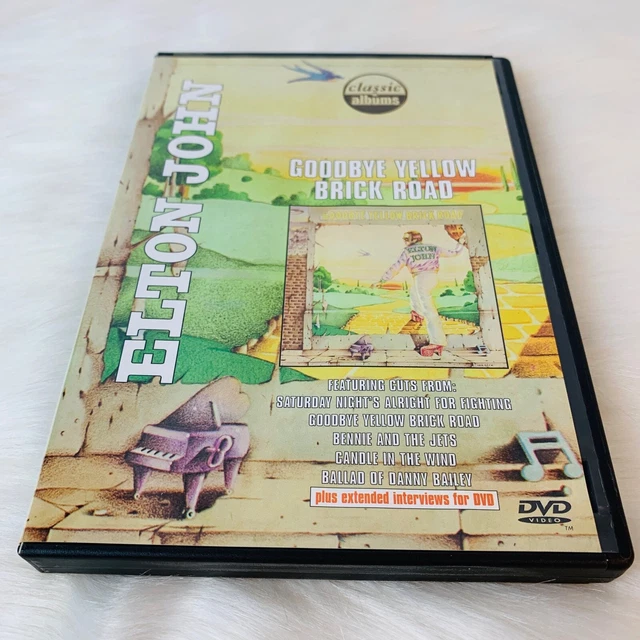 classic
albums
ELTON JOHN
GOODBYE YELLOW
BRICK ROAD
ELTON
JOHN
FEATURING CUTS FROM:
SATURDAY NIGHT'S ALRIGHT FOR FIGHTING
GOODBYE YELLOW BRICK ROAD
BENNIE AND THE JETS
CANDLE IN THE WIND
BALLAD OF DANNY BAILEY
plus extended interviews for DVD
DVD
VIDEO
TM